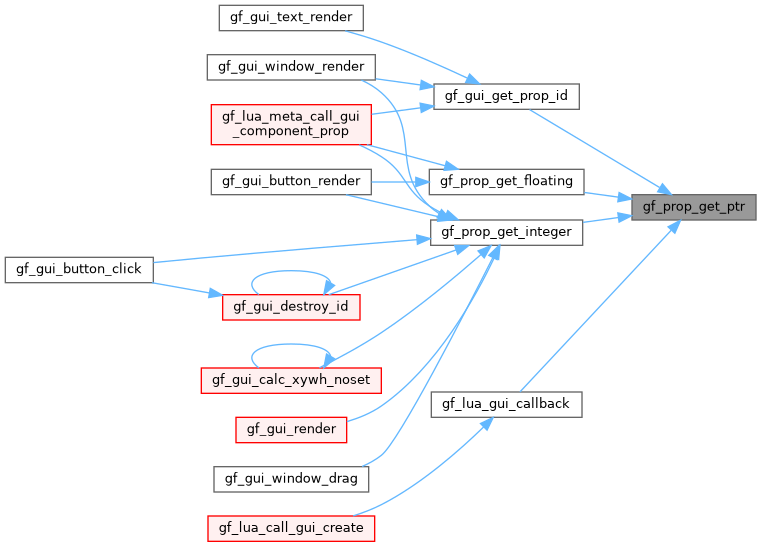 gf_gui_text_render
gf_gui_window_render
gf_gui_get_prop_id
gf_lua_meta_call_gui
_component_prop
gf_gui_button_render
gf_prop_get_floating
gf_prop_get_ptr
gf_prop_get_integer
gf_gui_button_click
gf_gui_destroy_id
gf_gui_calc_xywh_noset
gf_lua_gui_callback
gf_gui_render
gf_gui_window_drag
gf_lua_call_gui_create